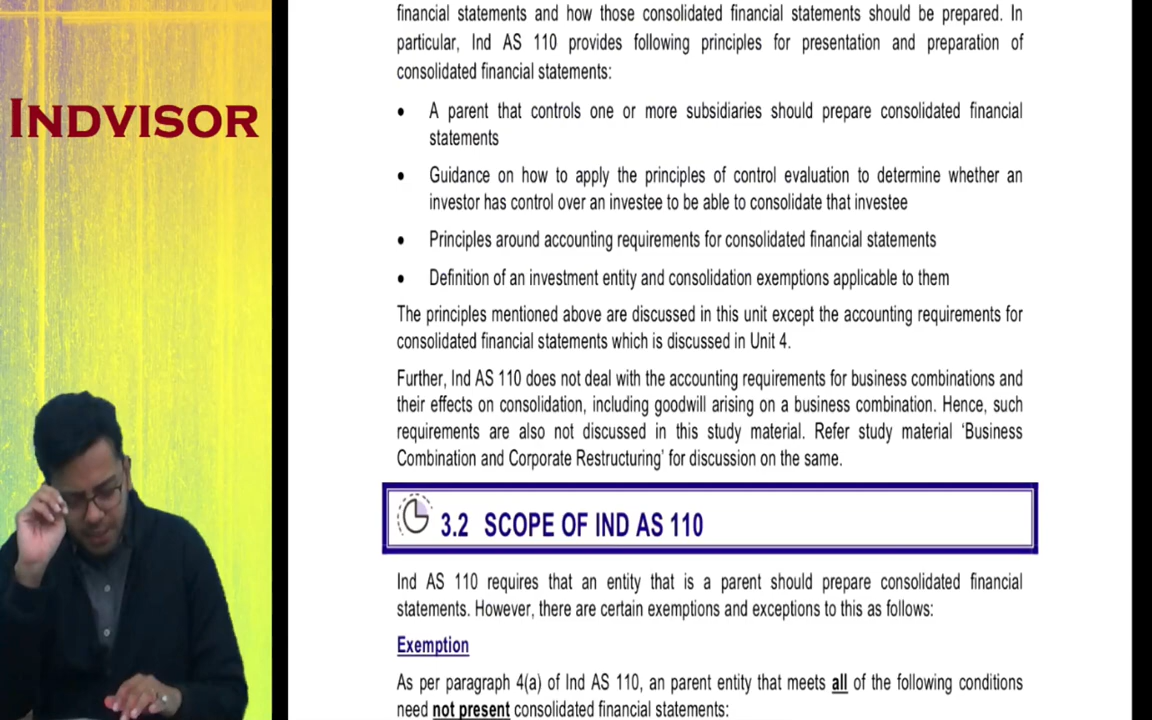 INDVISOR
financial statements and how those consolidated financial statements should be prepared. In
particular, Ind AS 110 provides following principles for presentation and preparation of
consolidated financial statements:
• A parent that controls one or more subsidiaries should prepare consolidated financial
statements
• Guidance on how to apply the principles of control evaluation to determine whether an
investor has control over an investee to be able to consolidate that investee
• Principles around accounting requirements for consolidated financial statements
• Definition of an investment entity and consolidation exemptions applicable to them
The principles mentioned above are discussed in this unit except the accounting requirements for
consolidated financial statements which is discussed in Unit 4.
Further, Ind AS 110 does not deal with the accounting requirements for business combinations and
their effects on consolidation, including goodwill arising on a business combination. Hence, such
requirements are also not discussed in this study material. Refer study material ‘Business
Combination and Corporate Restructuring’ for discussion on the same.
3.2 SCOPE OF IND AS 110
Ind AS 110 requires that an entity that is a parent should prepare consolidated financial
statements. However, there are certain exemptions and exceptions to this as follows:
Exemption
As per paragraph 4(a) of Ind AS 110, an parent entity that meets all of the following conditions
need not present consolidated financial statements: